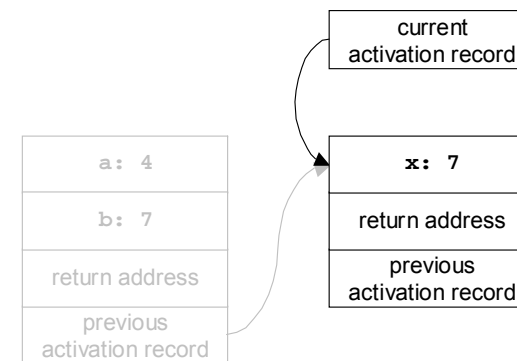 current
activation record
a: 4
b: 7
return address
previous
activation record
x: 7
return address
previous
activation record